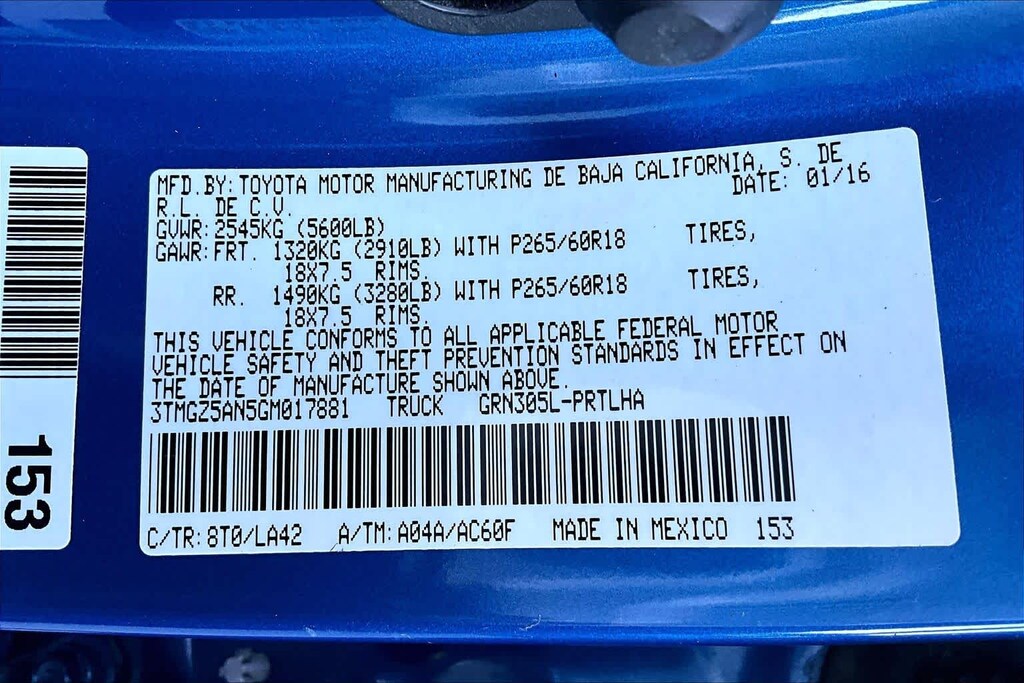 MFD.BY:TOYOTA MOTOR MANUFACTURING DE BAJA CALIFORNIA, S. DE
R.L. DE C.V. DATE: 01/16
GVWR:2545KG (5600LB)
GAWR:FRT. 1320KG (2910LB) WITH P265/60R18 TIRES,
18X7.5 RIMS.
RR. 1490KG (3280LB) WITH P265/60R18 TIRES,
18X7.5 RIMS.
THIS VEHICLE CONFORMS TO ALL APPLICABLE FEDERAL MOTOR
VEHICLE SAFETY AND THEFT PREVENTION STANDARDS IN EFFECT ON
THE DATE OF MANUFACTURE SHOWN ABOVE.
3TMGZ5AN5GM017881 TRUCK GRN305L-PRTLHA
C/TR:8T0/LA42 A/TM:A04A/AC60F MADE IN MEXICO 153
153